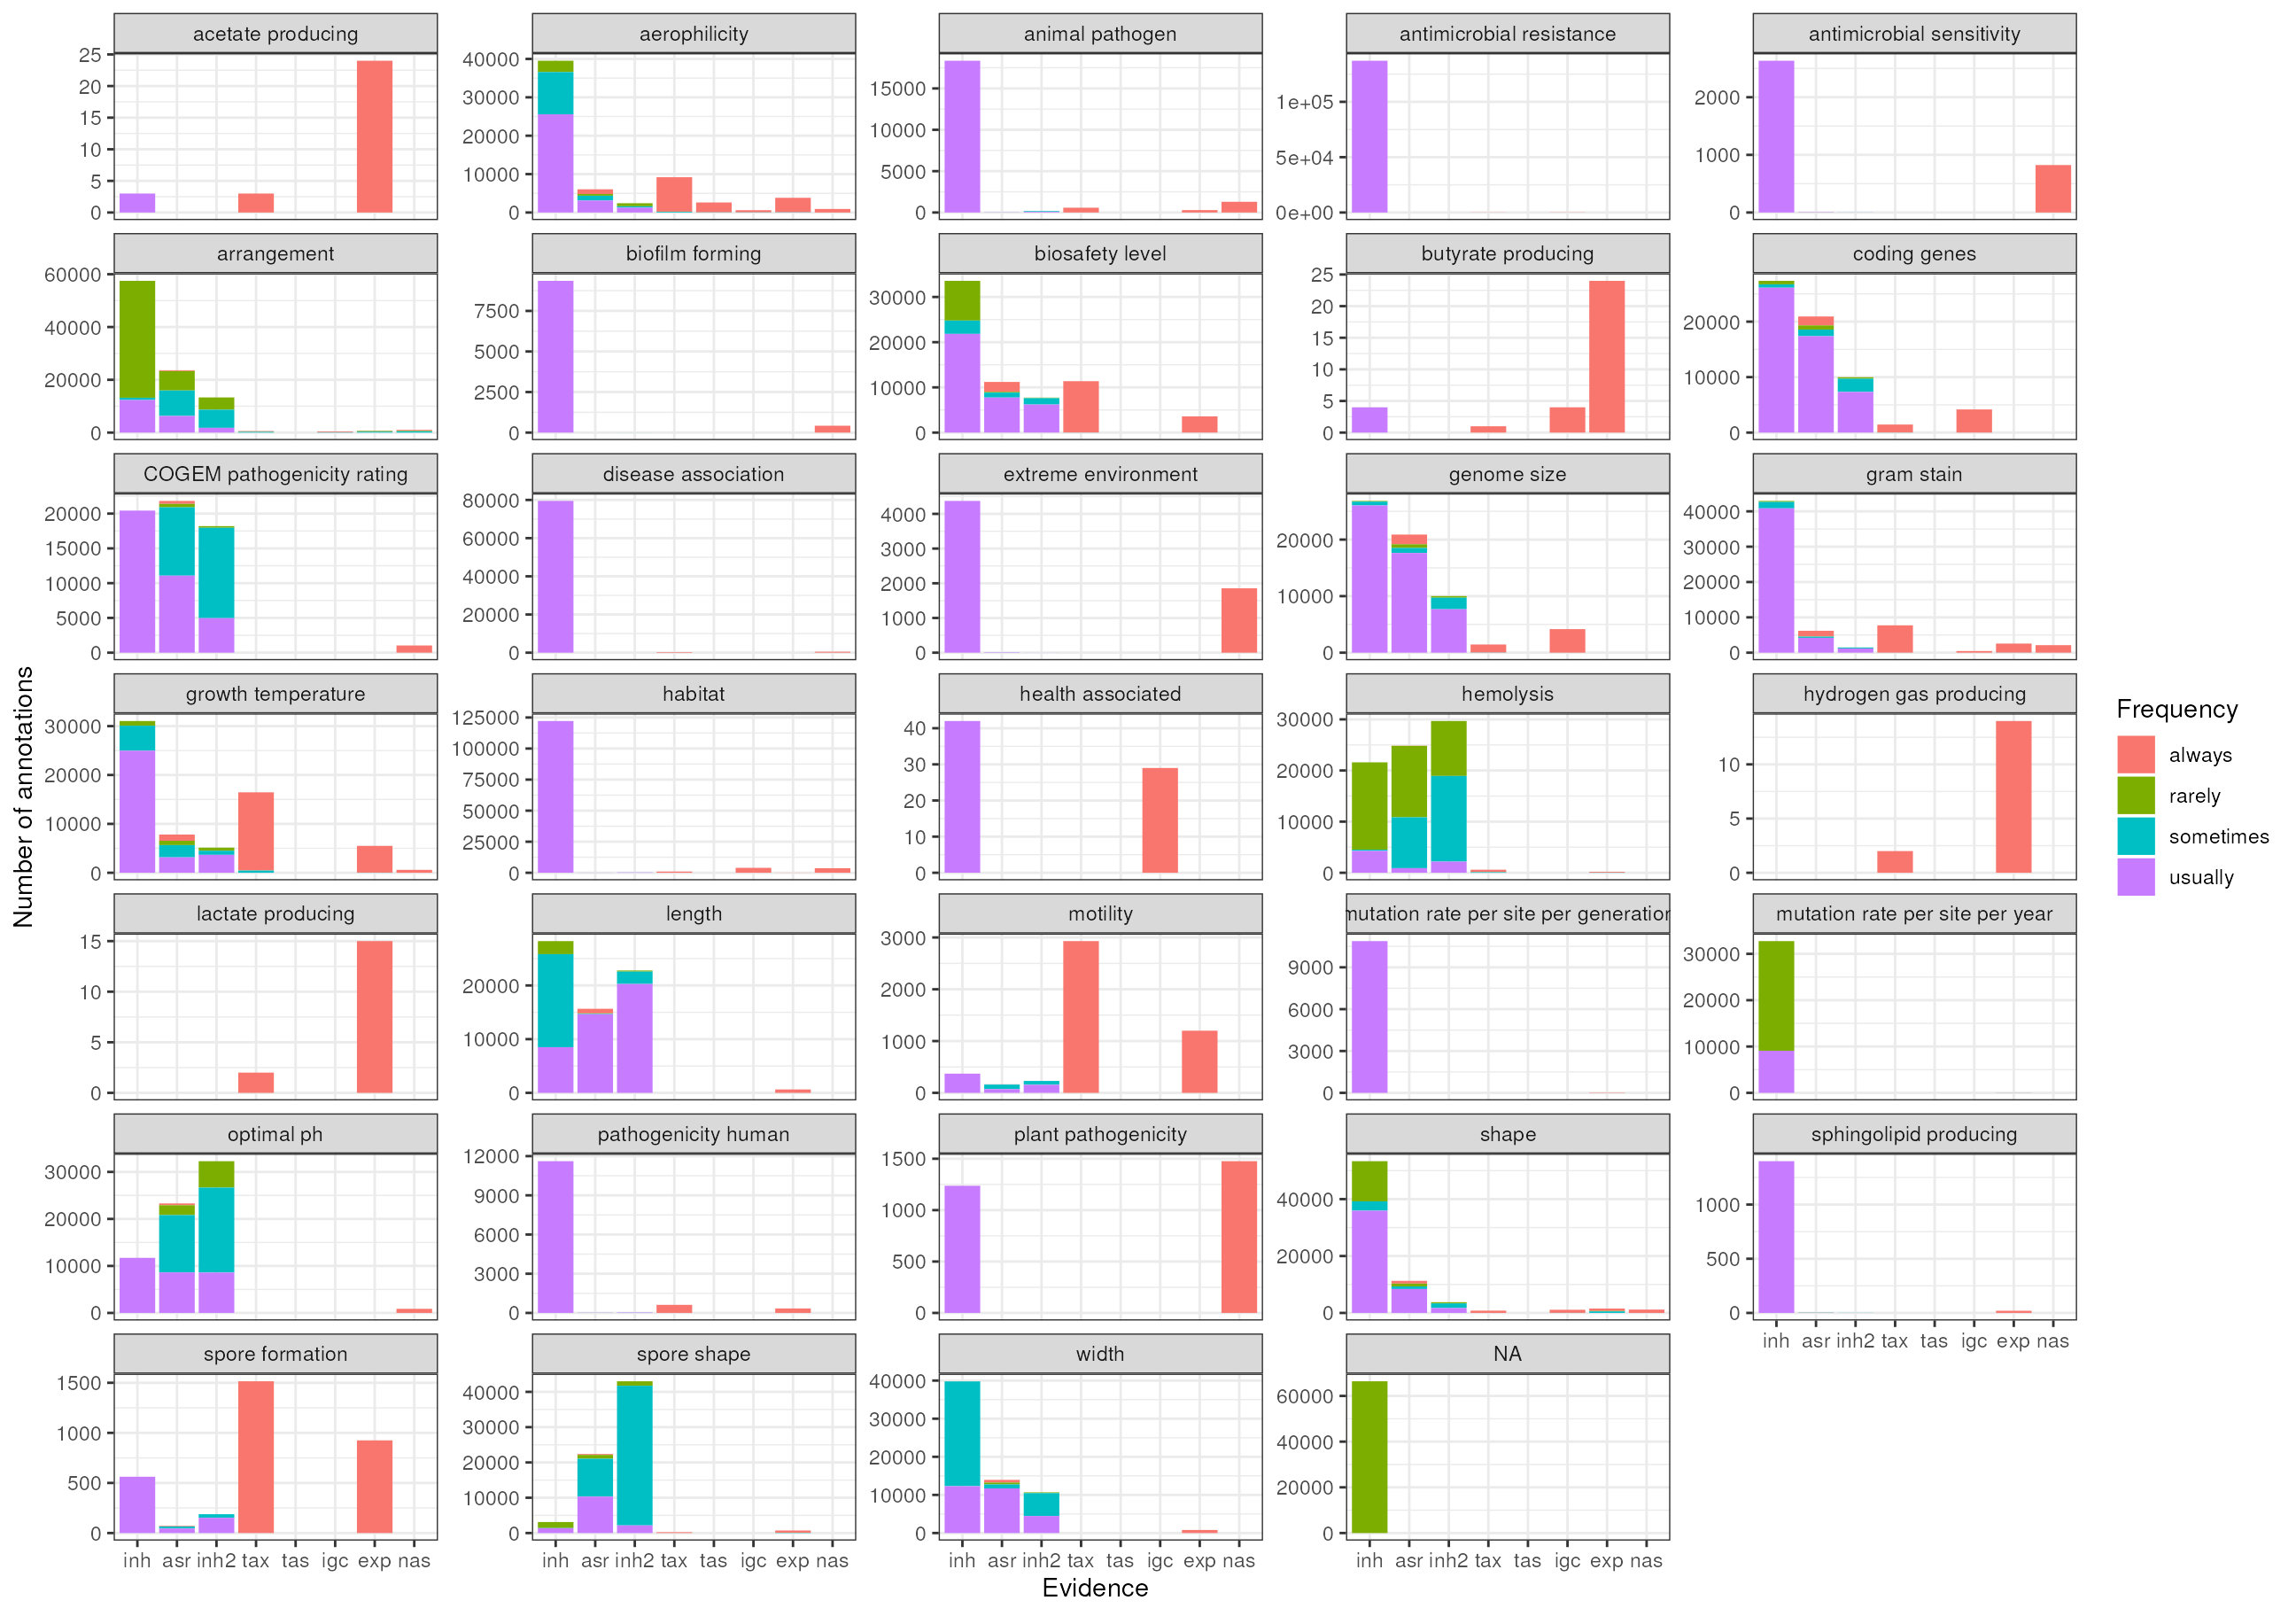 acetate producing
aerophilicity
animal pathogen
antimicrobial resistance
antimicrobial sensitivity
25
20
15
10
5
0
40000
30000
20000
10000
0
15000
10000
5000
0
1e+05
5e+04
0e+00
2000
1000
0
arrangement
biofilm forming
biosafety level
butyrate producing
coding genes
60000
40000
20000
0
7500
5000
2500
0
30000
20000
10000
0
25
20
15
10
5
0
20000
10000
0
COGEM pathogenicity rating
disease association
extreme environment
genome size
gram stain
20000
15000
10000
5000
0
80000
60000
40000
20000
0
4000
3000
2000
1000
0
20000
10000
0
40000
30000
20000
10000
0
growth temperature
habitat
health associated
hemolysis
hydrogen gas producing
30000
20000
10000
0
125000
100000
75000
50000
25000
0
40
30
20
10
0
30000
20000
10000
0
10
5
0
lactate producing
length
motility
mutation rate per site per generation
mutation rate per site per year
15
10
5
0
20000
10000
0
3000
2000
1000
0
9000
6000
3000
0
30000
20000
10000
0
optimal ph
pathogenicity human
plant pathogenicity
shape
sphingolipid producing
30000
20000
10000
0
12000
9000
6000
3000
0
1500
1000
500
0
40000
20000
0
1000
500
0
inh asr inh2 tax tas igc exp nas
spore formation
spore shape
width
NA
1500
1000
500
0
40000
30000
20000
10000
0
40000
30000
20000
10000
0
60000
40000
20000
0
inh asr inh2 tax tas igc exp nas
inh asr inh2 tax tas igc exp nas
inh asr inh2 tax tas igc exp nas
inh asr inh2 tax tas igc exp nas
Evidence
Number of annotations
Frequency
always
rarely
sometimes
usually